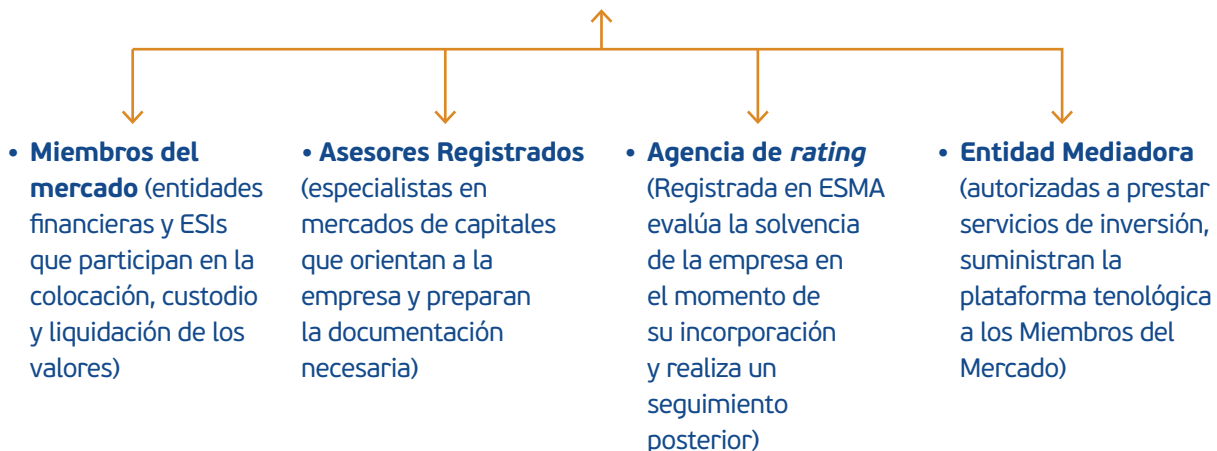 • Miembros del
mercado (entidades
financieras y ESIs
que participan en la
colocación, custodio
y liquidación de los
valores)
• Asesores Registrados
(especialistas en
mercados de capitales
que orientan a la
empresa y preparan
la documentación
necesaria)
• Agencia de rating
(Registrada en ESMA
evalúa la solvencia
de la empresa en
el momento de
su incorporación
y realiza un
seguimiento
posterior)
• Entidad Mediadora
(autorizadas a prestar
servicios de inversión,
suministran la
plataforma tenológica
a los Miembros del
Mercado)